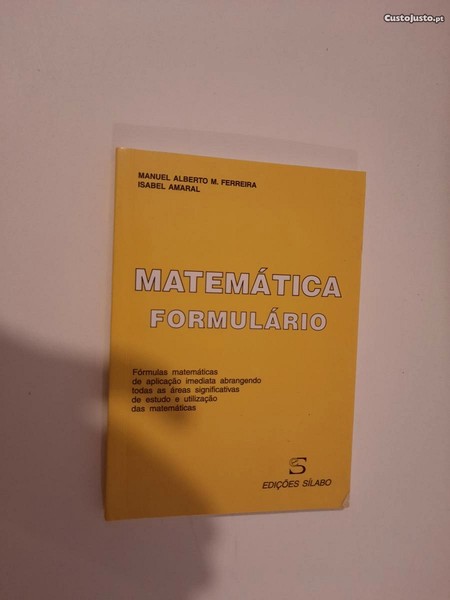 CustoJusto.pt
MANUEL ALBERTO M. FERREIRA
ISABEL AMARAL
MATEMÁTICA
FORMULÁRIO
Fórmulas matemáticas
de aplicação imediata abrangendo
todas as áreas significativas
de estudo e utilização
das matemáticas
S
EDIÇÕES SÍLABO